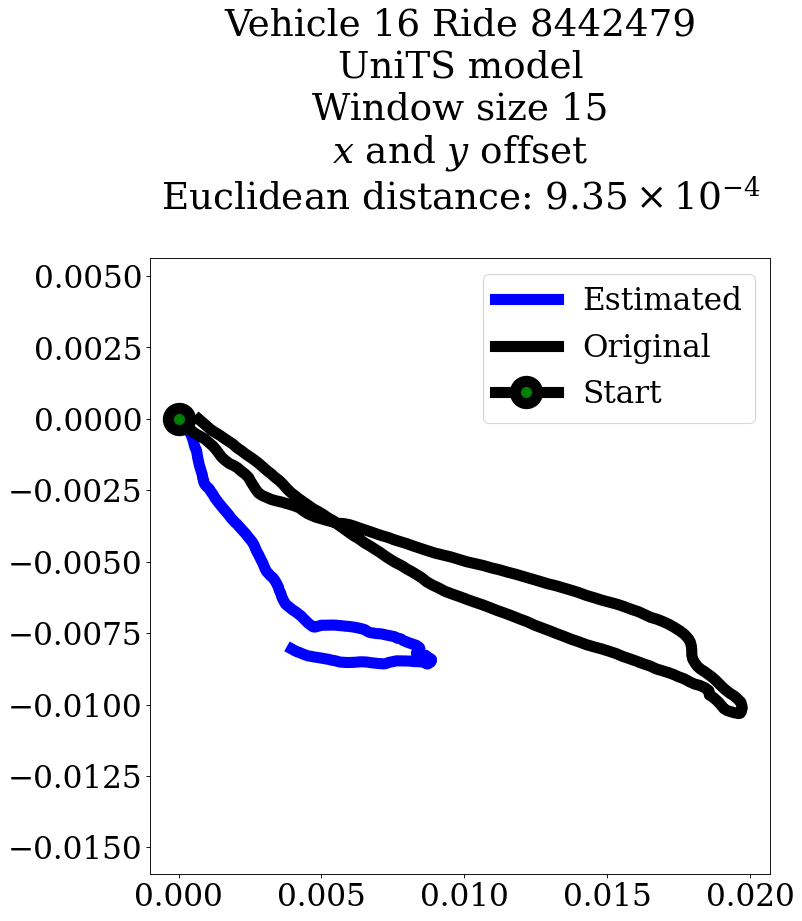 Vehicle 16 Ride 8442479
UniTS model
Window size 15
x and y offset
Euclidean distance: 9.35 × 10⁻⁴
Estimated
Original
Start
0.0050
0.0025
0.0000
−0.0025
−0.0050
−0.0075
−0.0100
−0.0125
−0.0150
0.000 0.005 0.010 0.015 0.020